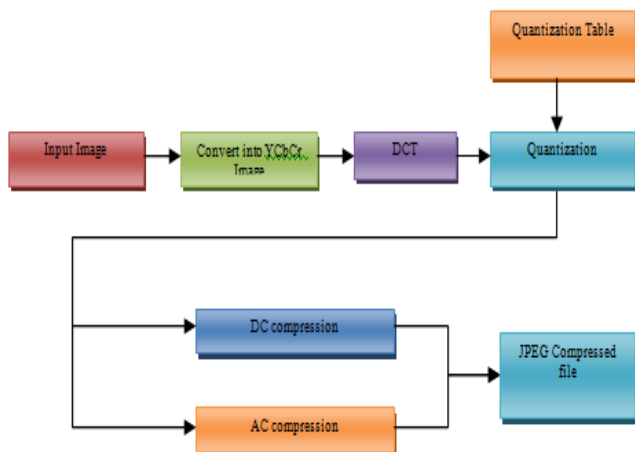 Quantization Table
Input Image
Convert into YCbCr
Image
DCT
Quantization
DC compression
JPEG Compressed
file
AC compression